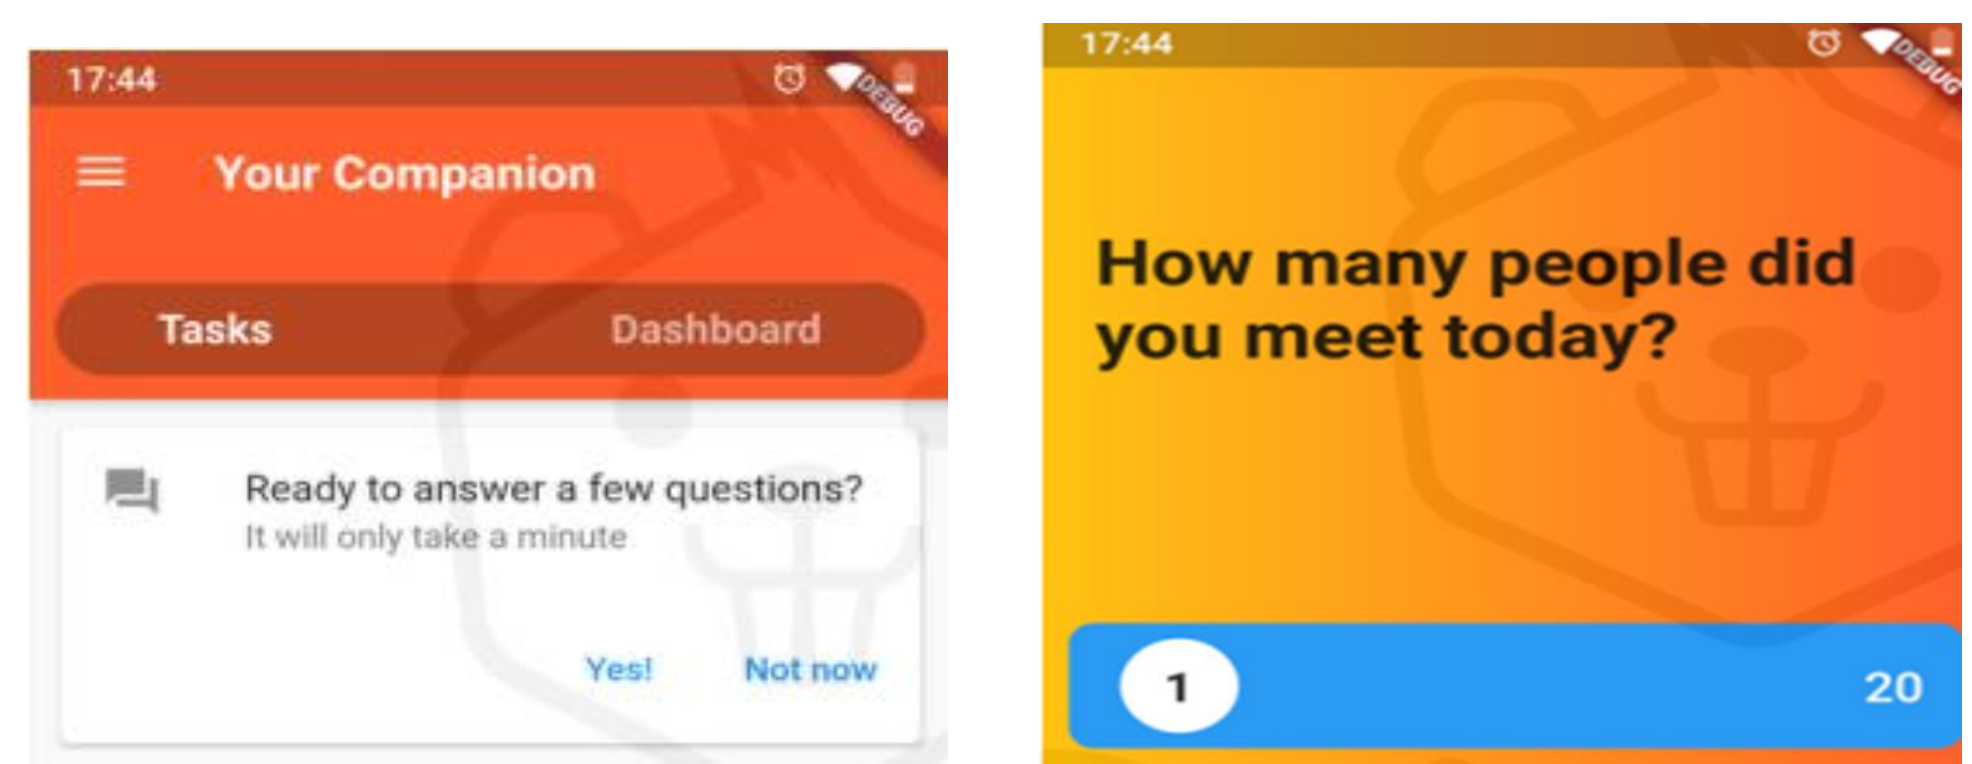 17:44
DEBUG
Your Companion
Tasks Dashboard
Ready to answer a few questions?
It will only take a minute
Yes! Not now
17:44
DEBUG
How many people did
you meet today?
1 20